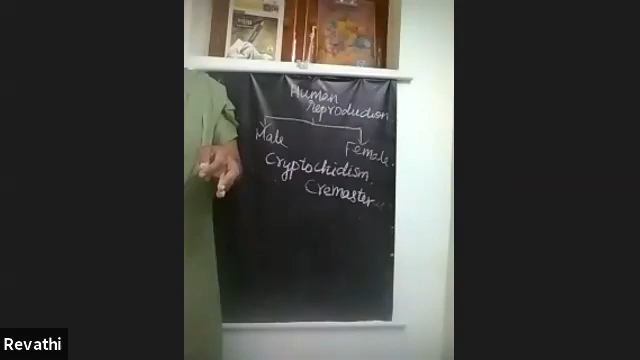 Human
reproduction
Male
Female.
Cryptochidism.
Cremaster
Revathi